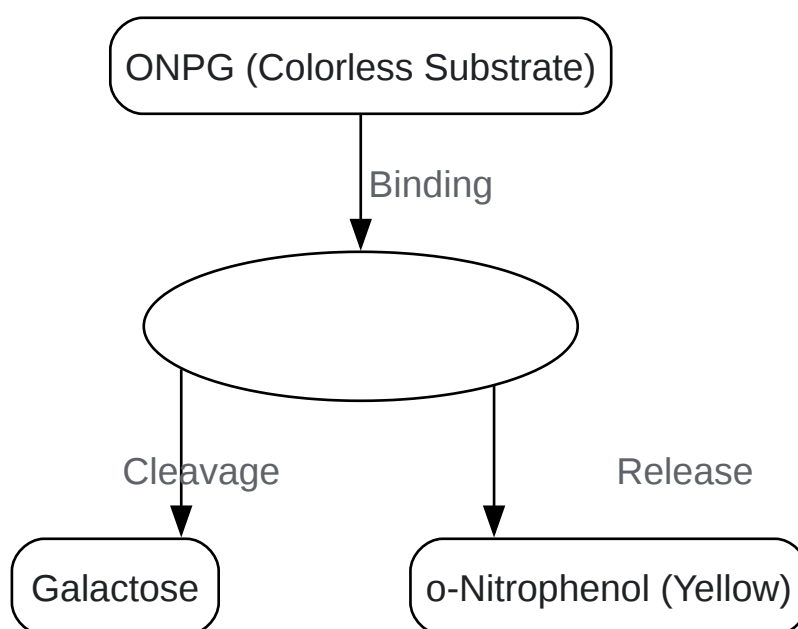 ONPG (Colorless Substrate)
Binding
Cleavage
Release
Galactose
o-Nitrophenol (Yellow)